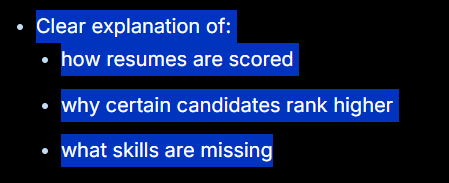 Clear explanation of:
how resumes are scored
why certain candidates rank higher
what skills are missing